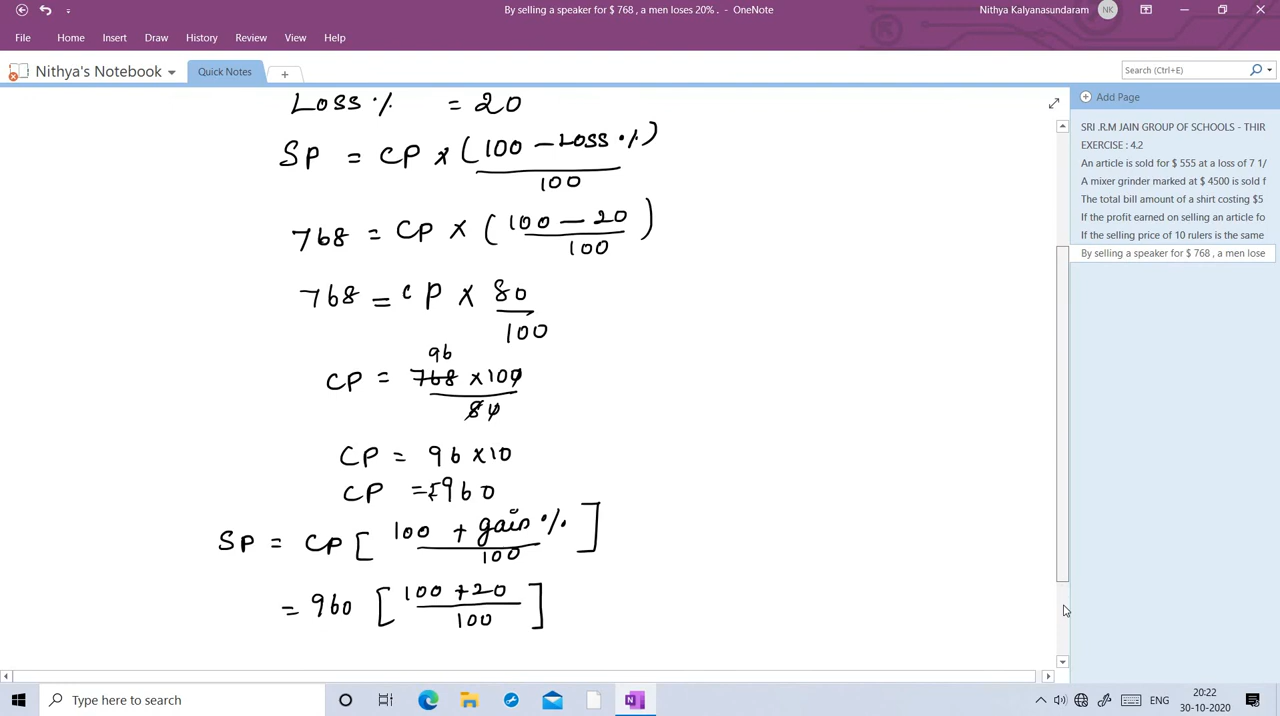 By selling a speaker for $ 768 , a men loses 20% . - OneNote
Nithya Kalyanasundaram NK
File Home Insert Draw History Review View Help
Nithya's Notebook Quick Notes +
Search (Ctrl+E)
Add Page
SRI .R.M JAIN GROUP OF SCHOOLS - THIR
EXERCISE : 4.2
An article is sold for $ 555 at a loss of 7 1/
A mixer grinder marked at $ 4500 is sold f
The total bill amount of a shirt costing $5
If the profit earned on selling an article fo
If the selling price of 10 rulers is the same
By selling a speaker for $ 768 , a men lose
Loss % = 20
SP = CP x (100 - Loss %)
100
768 = CP x (100 - 20)
100
768 = CP x 80
100
96
CP = 768 x 100
80
CP = 96 x 10
CP = ₹960
SP = CP [ 100 + gain % ]
100
= 960 [ 100 + 20 ]
100
Type here to search
ENG
20:22
30-10-2020